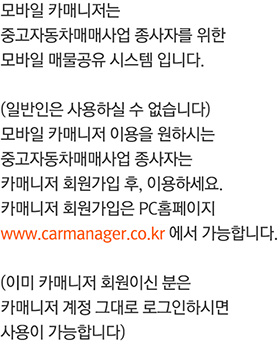 모바일 카매니저는
중고자동차매매사업 종사자를 위한
모바일 매물공유 시스템 입니다.
(일반인은 사용하실 수 없습니다)
모바일 카매니저 이용을 원하시는
중고자동차매매사업 종사자는
카매니저 회원가입 후, 이용하세요.
카매니저 회원가입은 PC홈페이지
www.carmanager.co.kr 에서 가능합니다.
(이미 카매니저 회원이신 분은
카매니저 계정 그대로 로그인하시면
사용이 가능합니다)